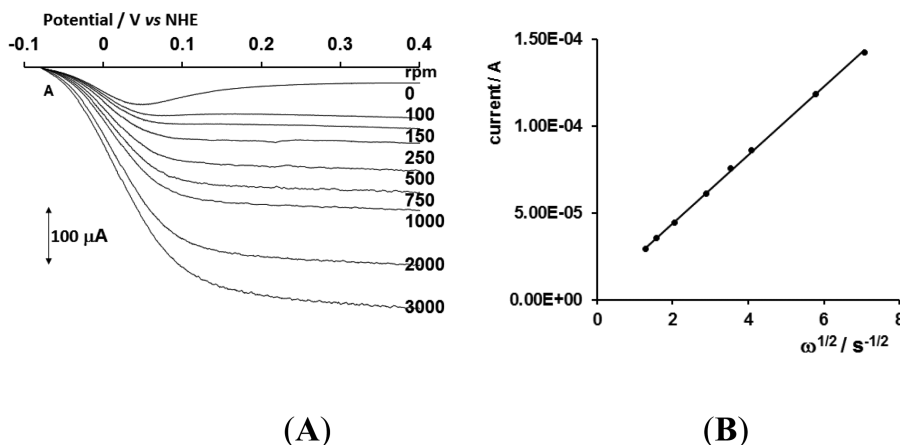 Potential / V vs NHE
-0.1 0 0.1 0.2 0.3 0.4
A
rpm
0
100
150
250
500
750
1000
2000
3000
100 μA
(A)
current / A
1.50E-04
1.00E-04
5.00E-05
0.00E+00
0 2 4 6 8
ω1/2 / s-1/2
(B)